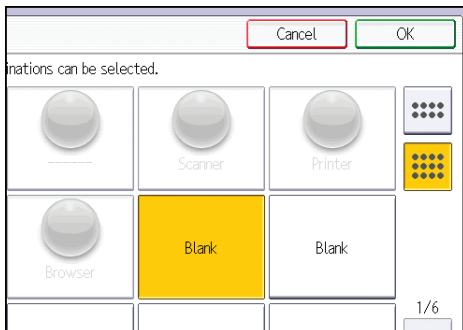 Cancel OK
inations can be selected.
------ Scanner Printer
Browser Blank Blank
1/6